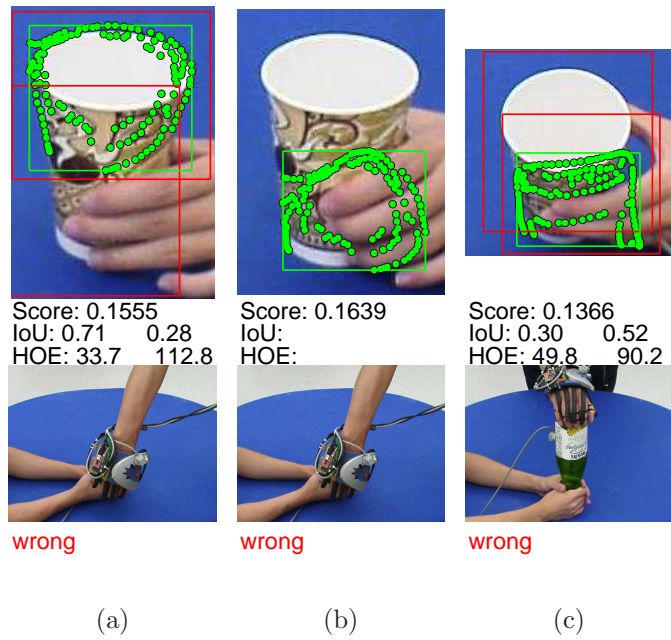 Score: 0.1555
IoU: 0.71 0.28
HOE: 33.7 112.8
Score: 0.1639
IoU:
HOE:
Score: 0.1366
IoU: 0.30 0.52
HOE: 49.8 90.2
wrong
wrong
wrong
(a)
(b)
(c)